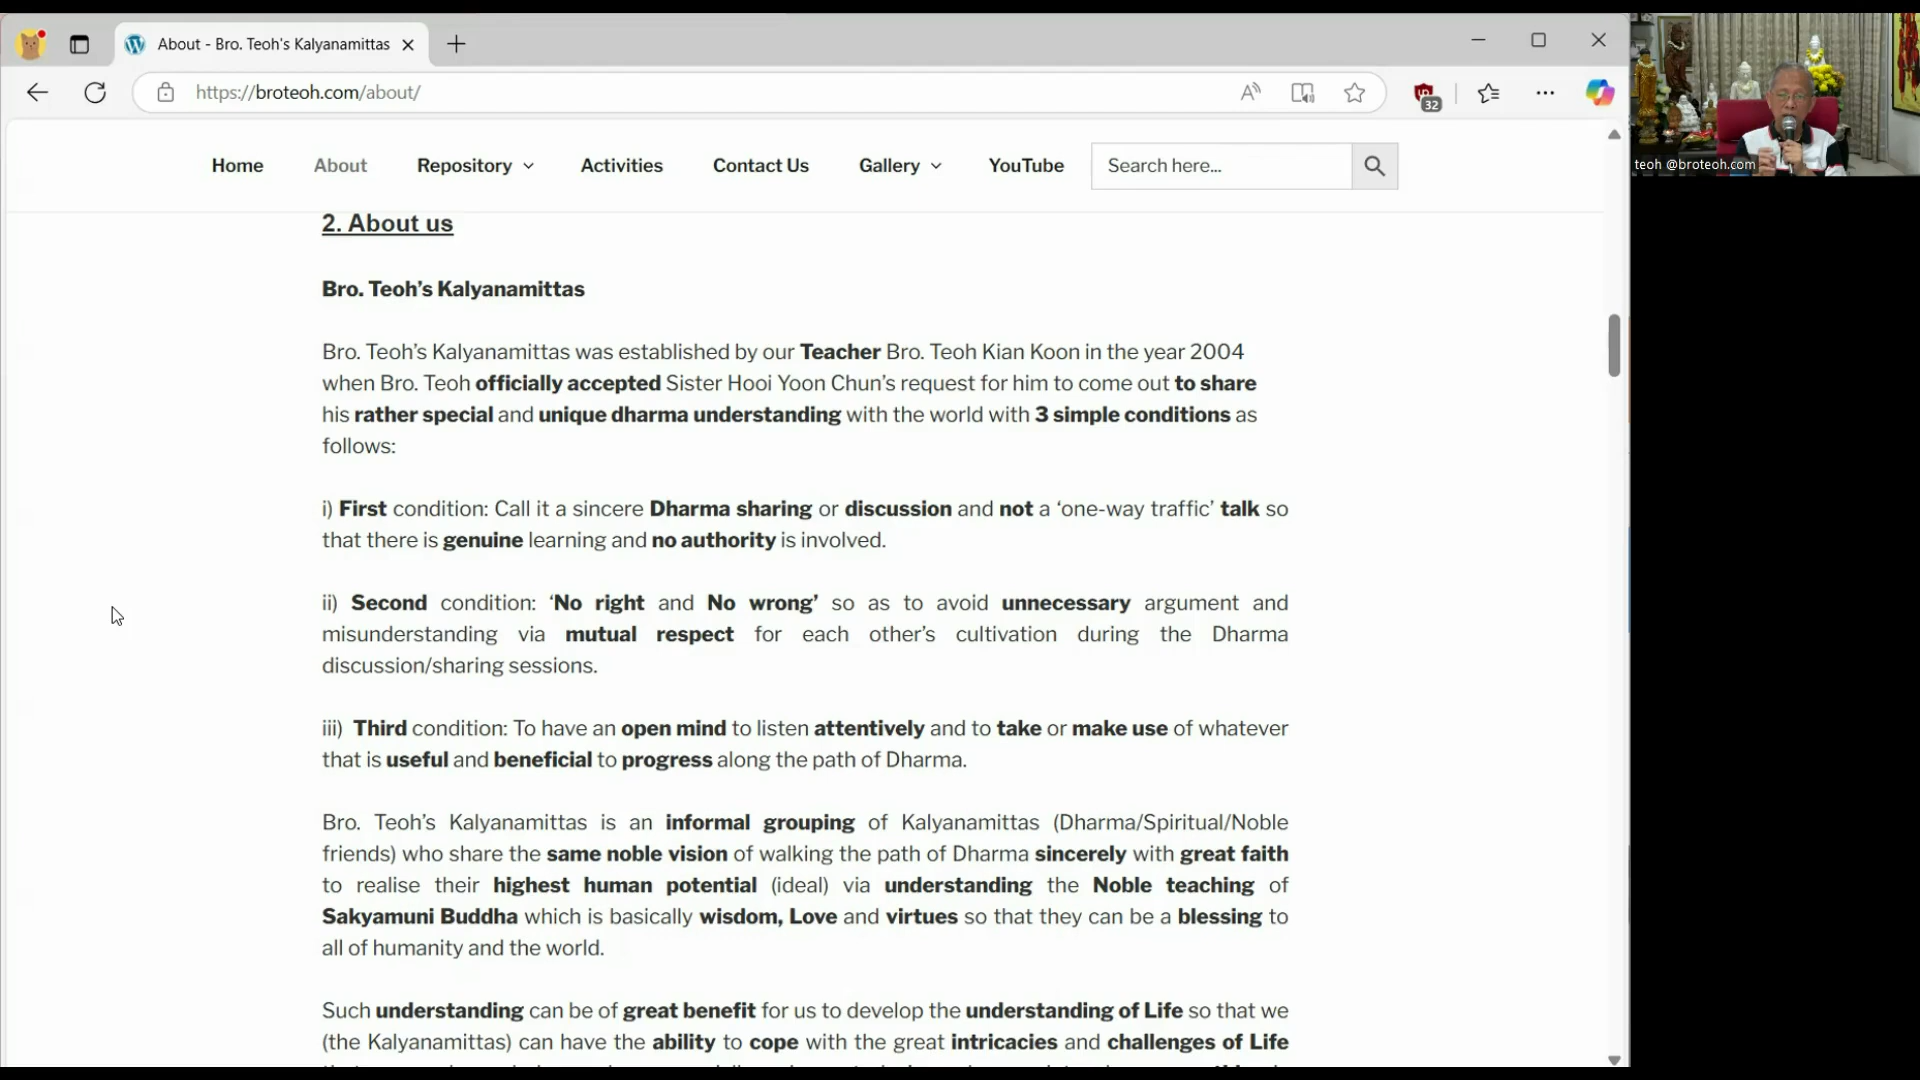 About - Bro. Teoh's Kalyanamittas
https://broteoh.com/about/
32
Home About Repository Activities Contact Us Gallery YouTube Search here...
teoh @broteoh.com
2. About us
Bro. Teoh’s Kalyanamittas
Bro. Teoh’s Kalyanamittas was established by our Teacher Bro. Teoh Kian Koon in the year 2004
when Bro. Teoh officially accepted Sister Hooi Yoon Chun’s request for him to come out to share
his rather special and unique dharma understanding with the world with 3 simple conditions as
follows:
i) First condition: Call it a sincere Dharma sharing or discussion and not a ‘one-way traffic’ talk so
that there is genuine learning and no authority is involved.
ii) Second condition: ‘No right and No wrong’ so as to avoid unnecessary argument and
misunderstanding via mutual respect for each other’s cultivation during the Dharma
discussion/sharing sessions.
iii) Third condition: To have an open mind to listen attentively and to take or make use of whatever
that is useful and beneficial to progress along the path of Dharma.
Bro. Teoh’s Kalyanamittas is an informal grouping of Kalyanamittas (Dharma/Spiritual/Noble
friends) who share the same noble vision of walking the path of Dharma sincerely with great faith
to realise their highest human potential (ideal) via understanding the Noble teaching of
Sakyamuni Buddha which is basically wisdom, Love and virtues so that they can be a blessing to
all of humanity and the world.
Such understanding can be of great benefit for us to develop the understanding of Life so that we
(the Kalyanamittas) can have the ability to cope with the great intricacies and challenges of Life